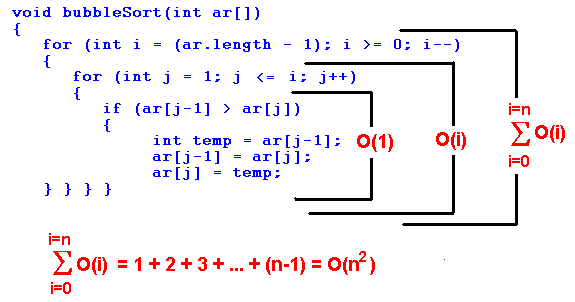 void bubbleSort(int ar[])
{
for (int i = (ar.length - 1); i >= 0; i--)
{
for (int j = 1; j <= i; j++)
{
if (ar[j-1] > ar[j])
{
int temp = ar[j-1];
ar[j-1] = ar[j];
ar[j] = temp;
} } } }
O(1)
O(i)
i=n
∑ O(i)
i=0
i=n
∑ O(i) = 1 + 2 + 3 + ... + (n-1) = O(n²)
i=0